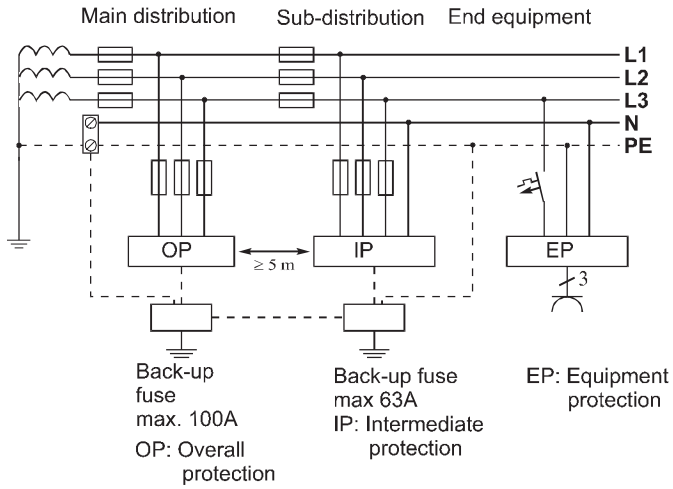 Main distribution
Sub-distribution
End equipment
L1
L2
L3
N
PE
OP
≥ 5 m
IP
EP
3
Back-up
fuse
max. 100A
OP: Overall
protection
Back-up fuse
max 63A
IP: Intermediate
protection
EP: Equipment
protection